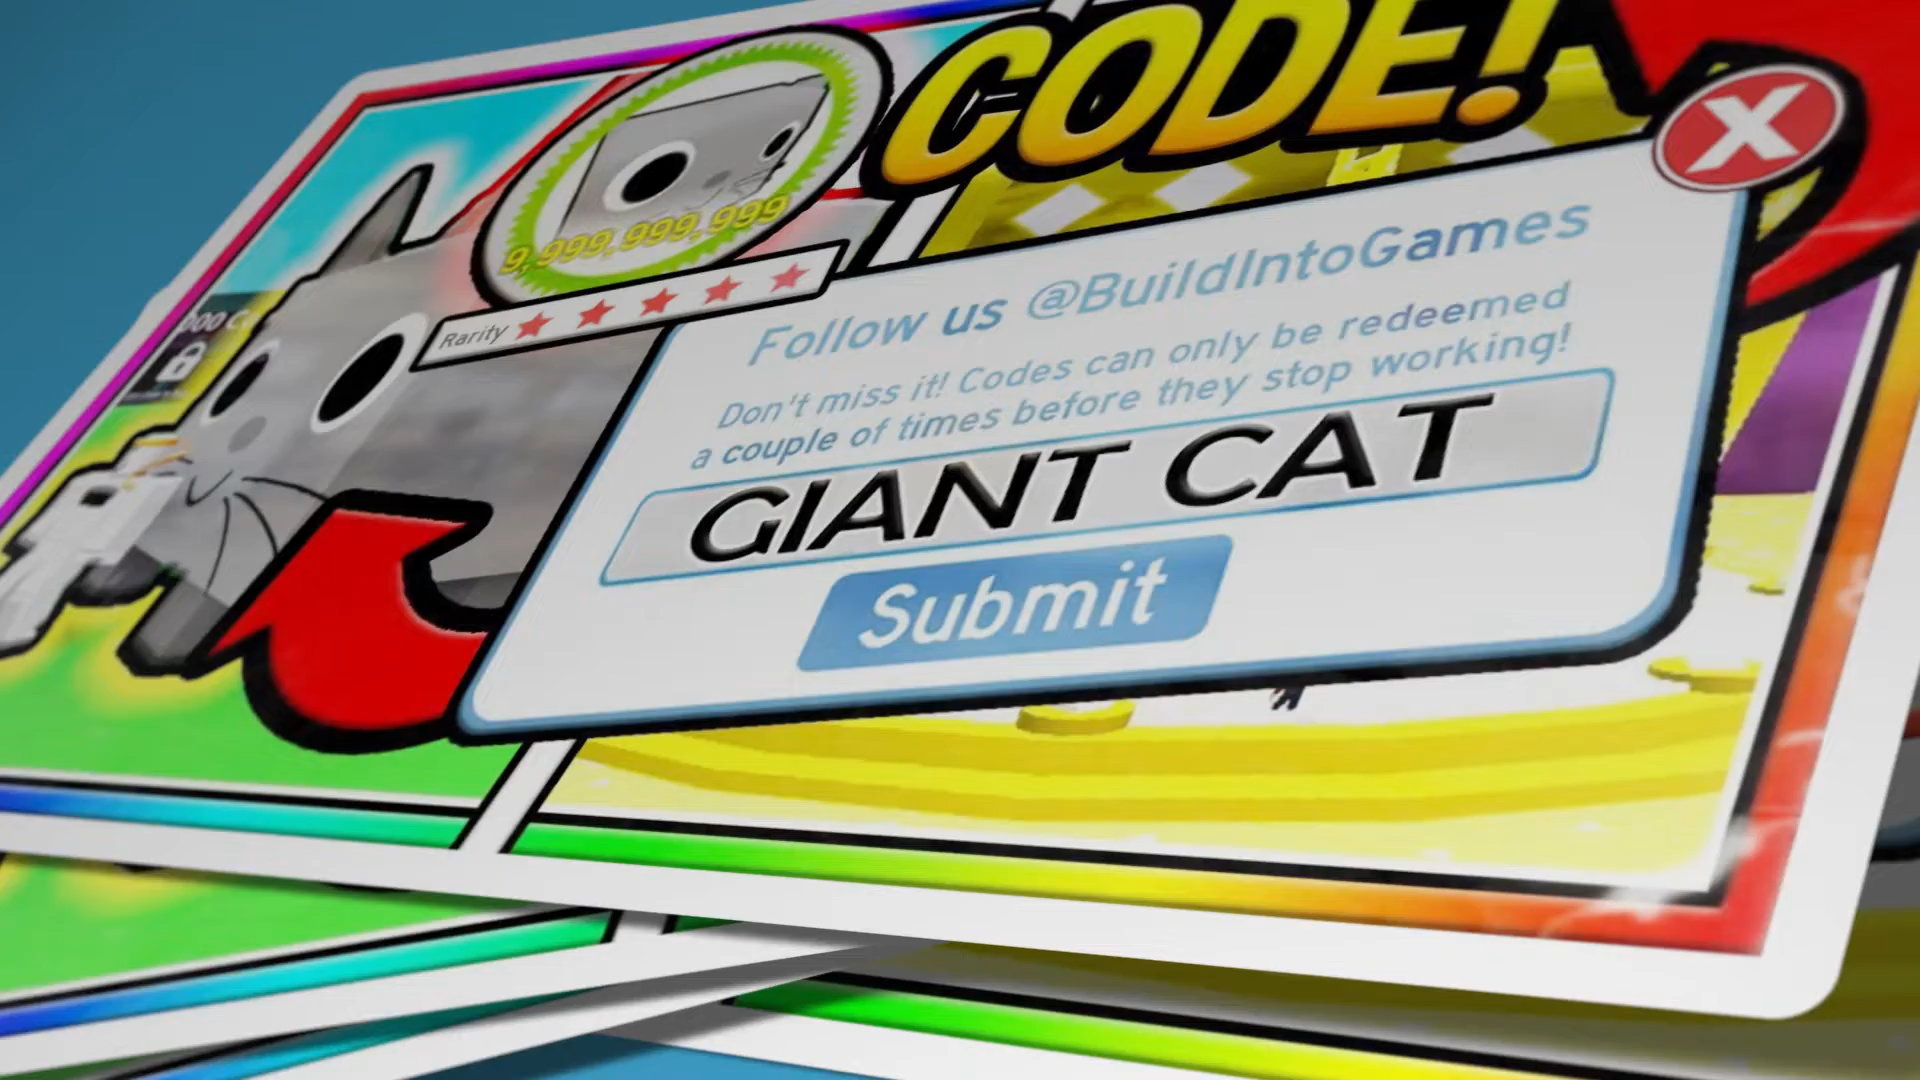 CODE!
9,999,999,999
Rarity
Follow us @BuildIntoGames
Don't miss it! Codes can only be redeemed
a couple of times before they stop working!
GIANT CAT
Submit
X